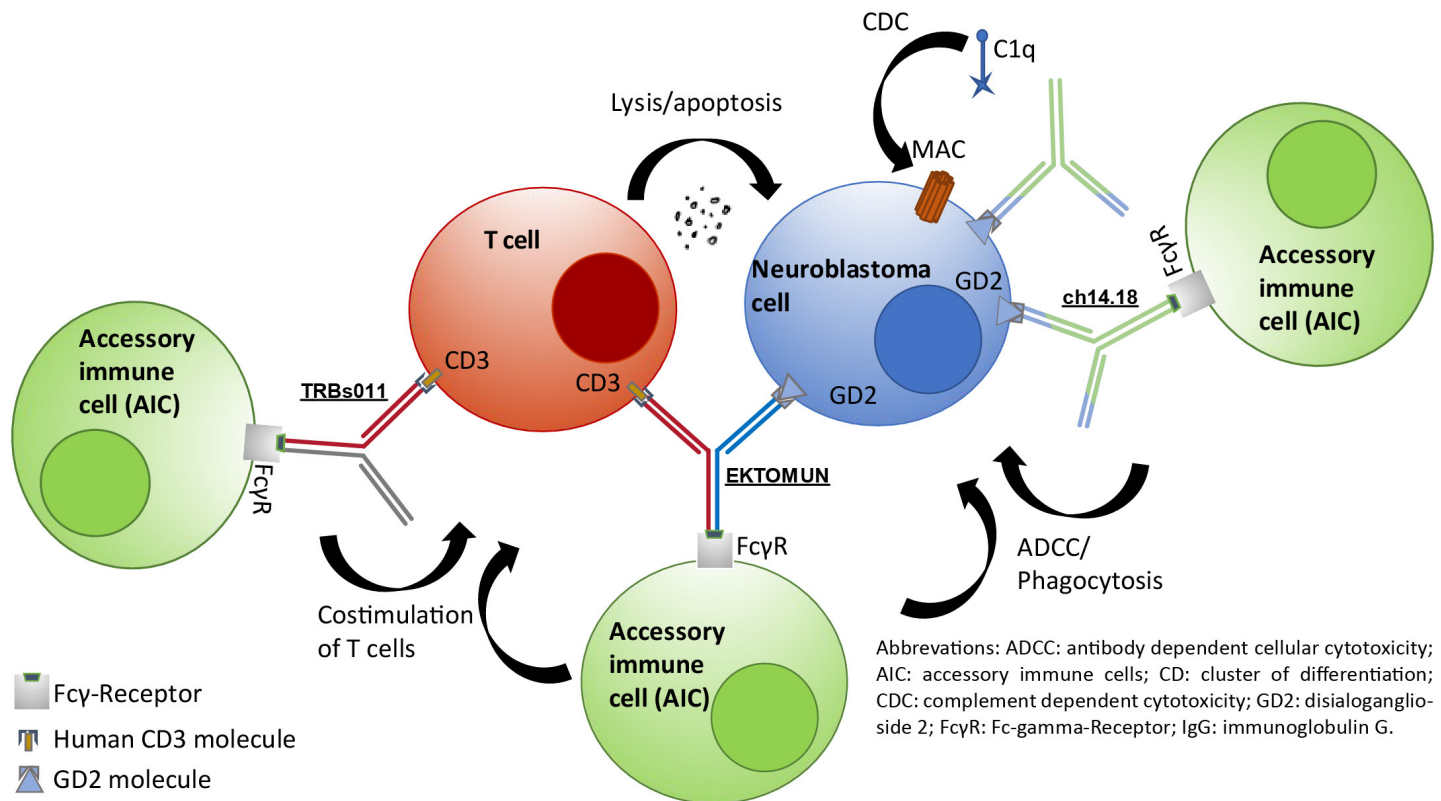 CDC
C1q
Lysis/apoptosis
MAC
T cell
Neuroblastoma
cell
GD2
ch14.18
FcγR
Accessory
immune
cell (AIC)
Accessory
immune
cell (AIC)
TRBs011
CD3
CD3
GD2
FcγR
EKTOMUN
FcγR
ADCC/
Phagocytosis
Costimulation
of T cells
Accessory
immune
cell (AIC)
Abbrevations: ADCC: antibody dependent cellular cytotoxicity;
AIC: accessory immune cells; CD: cluster of differentiation;
CDC: complement dependent cytotoxicity; GD2: disialoganglio-
side 2; FcγR: Fc-gamma-Receptor; IgG: immunoglobulin G.
Fcγ-Receptor
Human CD3 molecule
GD2 molecule